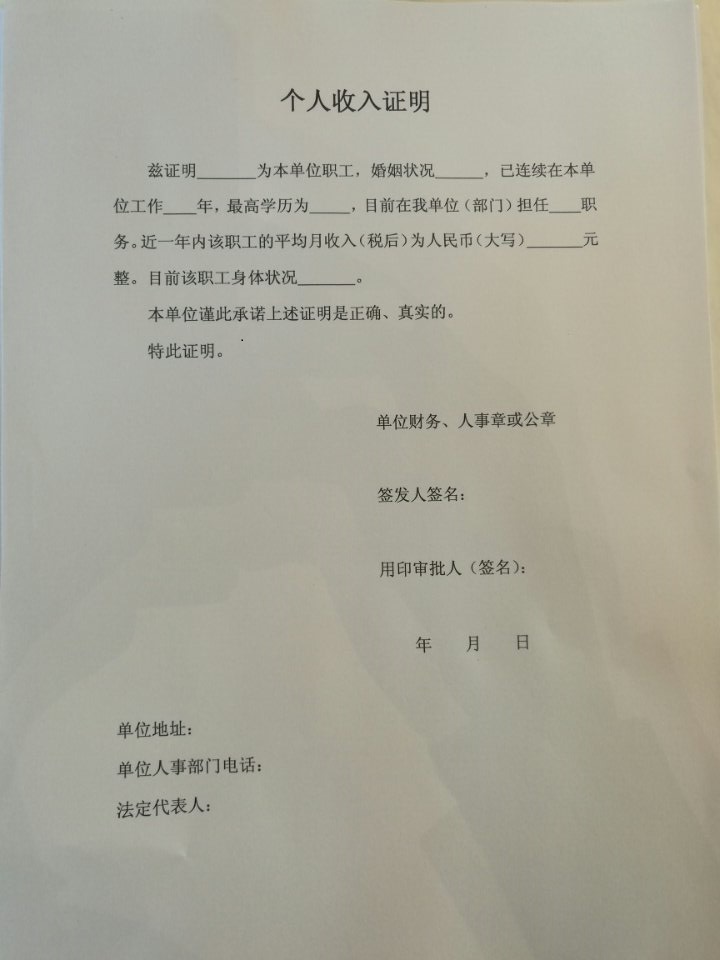 个人收入证明
兹证明_______为本单位职工，婚姻状况______，已连续在本单
位工作____年，最高学历为_____，目前在我单位（部门）担任____职
务。近一年内该职工的平均月收入（税后）为人民币（大写）_______元
整。目前该职工身体状况_______。
本单位谨此承诺上述证明是正确、真实的。
特此证明。
单位财务、人事章或公章
签发人签名：
用印审批人（签名）：
年 月 日
单位地址：
单位人事部门电话：
法定代表人：